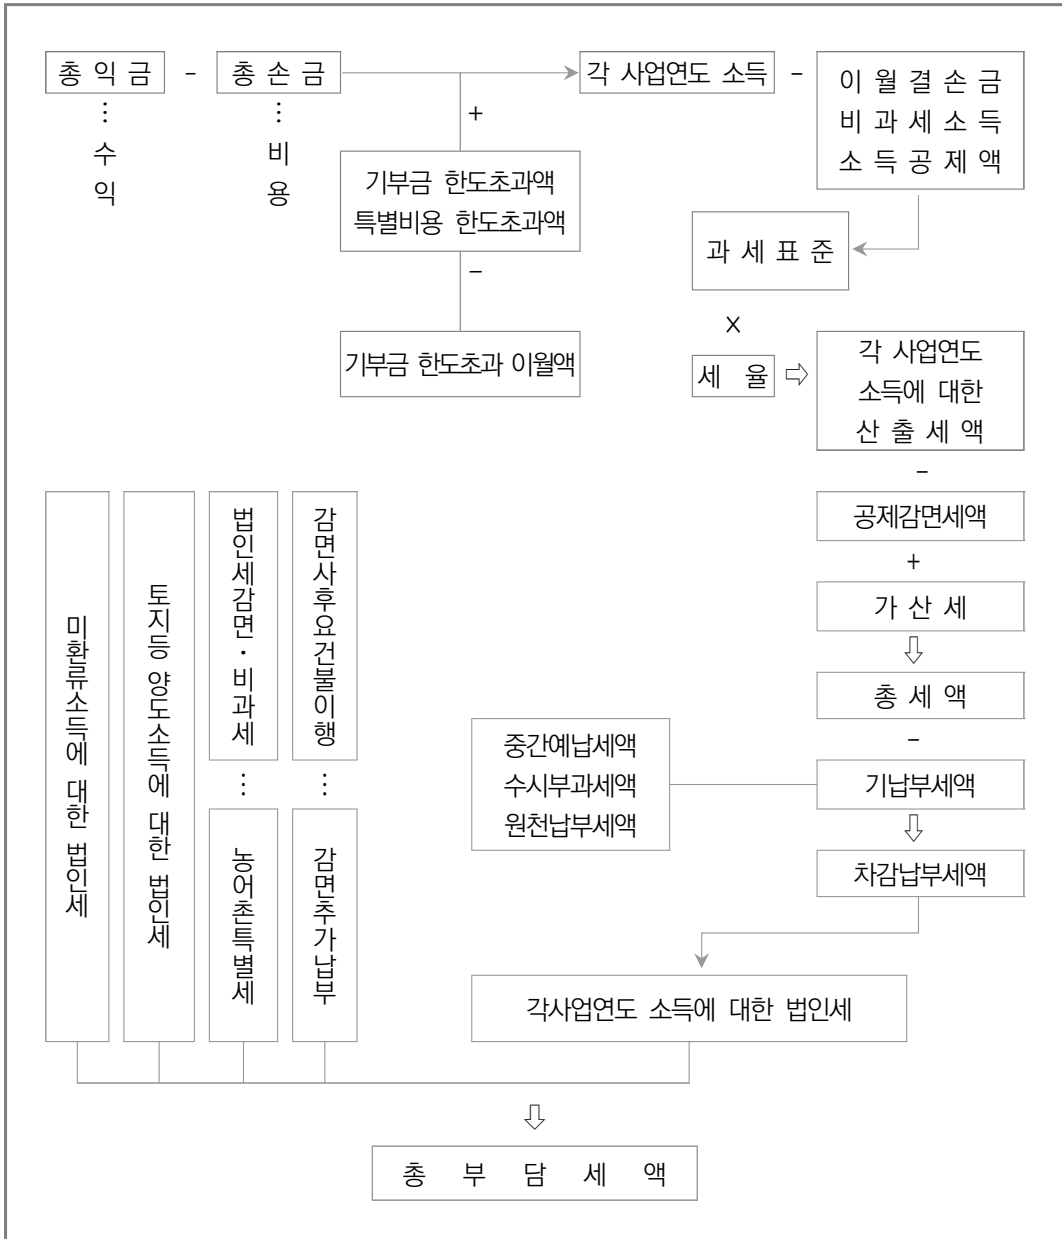 총 익 금 - 총 손 금 각 사업연도 소득 -
⋮ 수 익
⋮ 비 용
+
이 월 결 손 금
비 과 세 소 득
소 득 공 제 액
기부금 한도초과액
특별비용 한도초과액
-
기부금 한도초과 이월액
과 세 표 준
×
세 율 ⇨
각 사업연도
소득에 대한
산 출 세 액
-
공제감면세액
+
가 산 세
⇩
총 세 액
-
기납부세액
중간예납세액
수시부과세액
원천납부세액
⇩
차감납부세액
각사업연도 소득에 대한 법인세
미환류소득에 대한 법인세
토지등 양도소득에 대한 법인세
법인세감면·비과세
⋮
농어촌특별세
감면사후요건불이행
⋮
감면추가납부
⇩
총 부 담 세 액